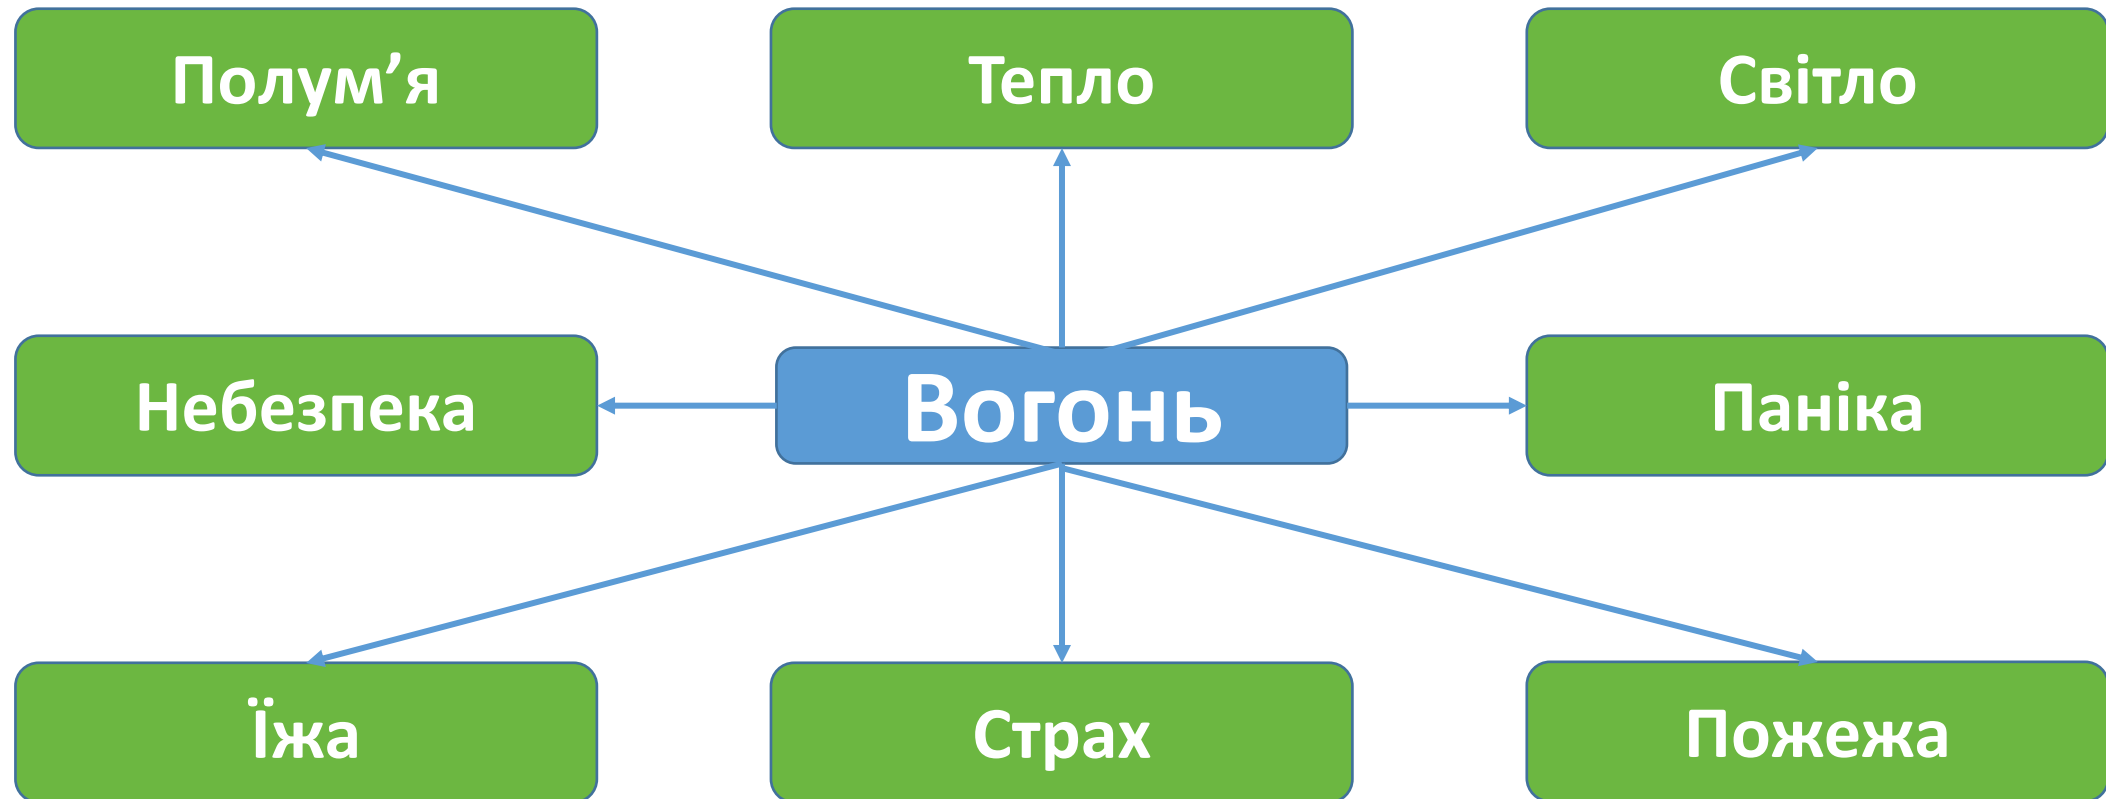 Полум’я
Тепло
Світло
Небезпека
Вогонь
Паніка
Їжа
Страх
Пожежа